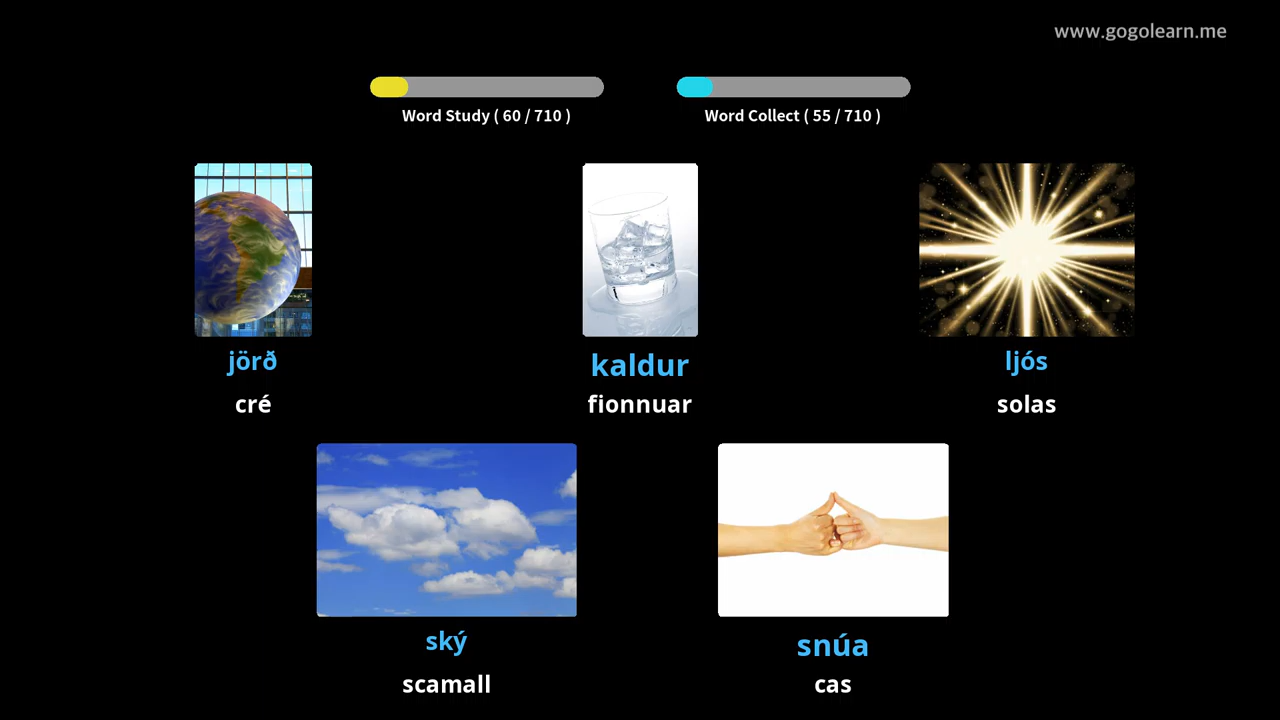 www.gogolearn.me
Word Study ( 60 / 710 )
Word Collect ( 55 / 710 )
jörð
cré
kaldur
fionnuar
ljós
solas
ský
scamall
snúa
cas